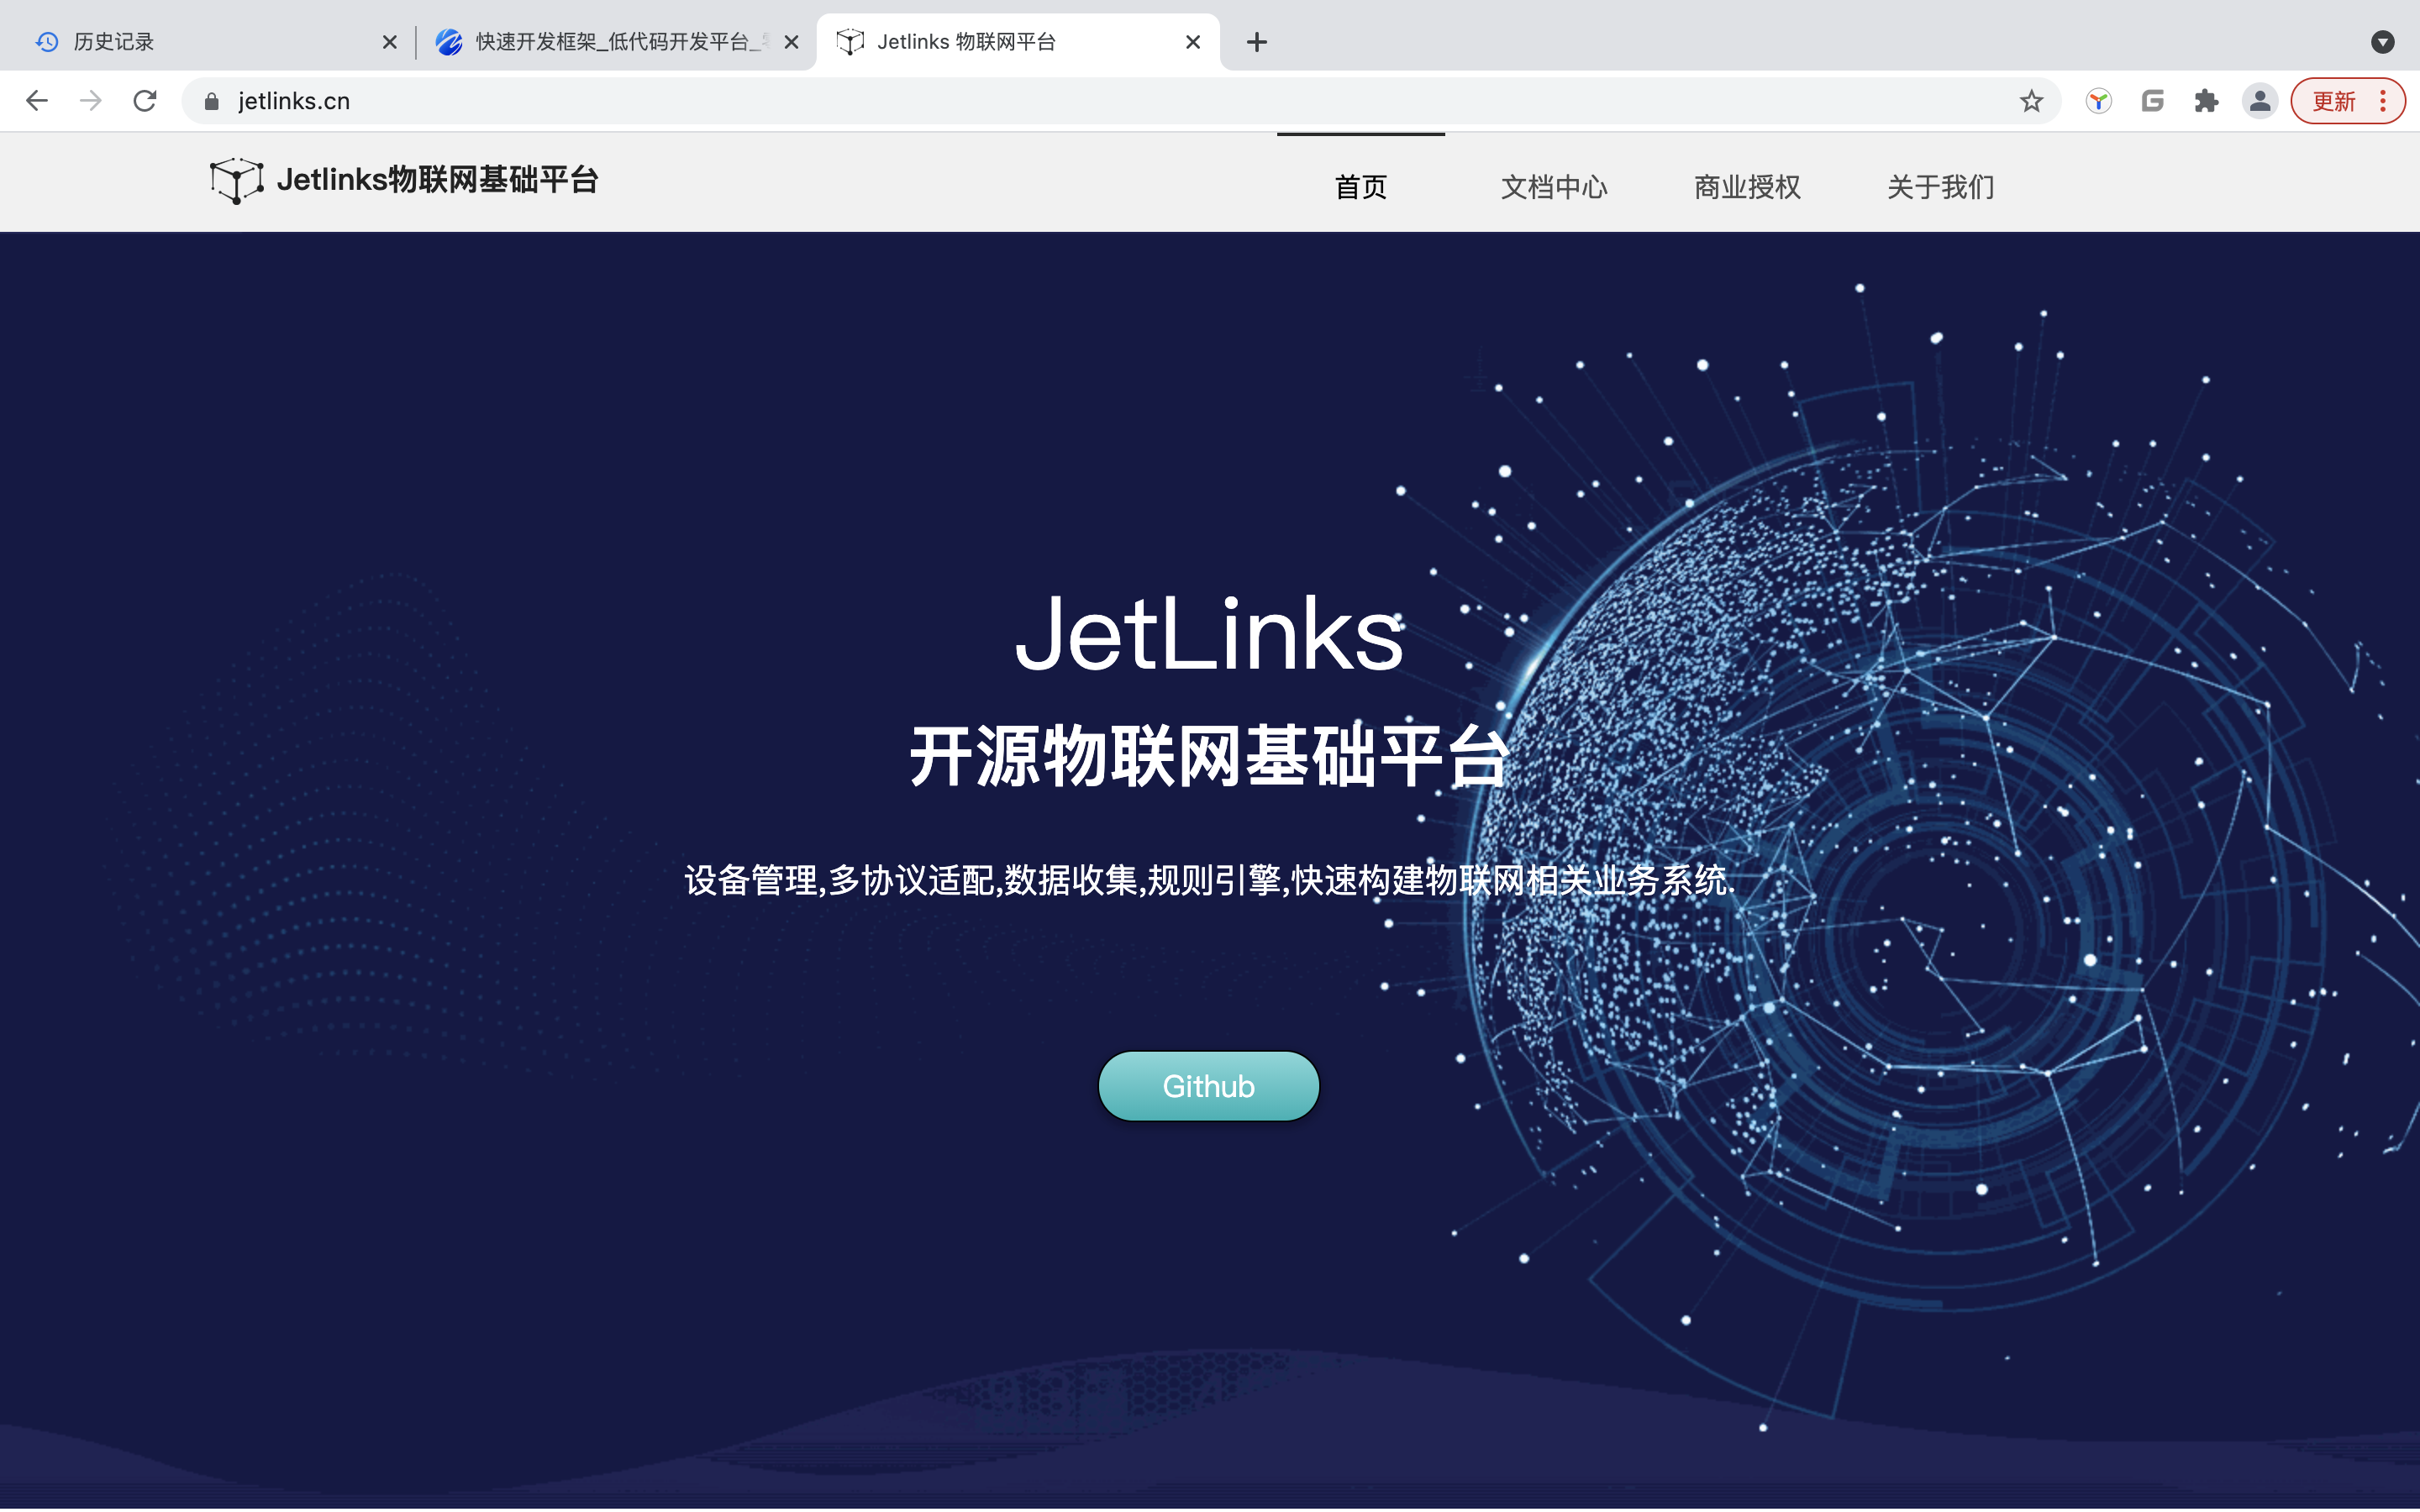 历史记录
快速开发框架_低代码开发平台_
Jetlinks 物联网平台
jetlinks.cn
更新
Jetlinks物联网基础平台
首页
文档中心
商业授权
关于我们
JetLinks
开源物联网基础平台
设备管理,多协议适配,数据收集,规则引擎,快速构建物联网相关业务系统.
Github